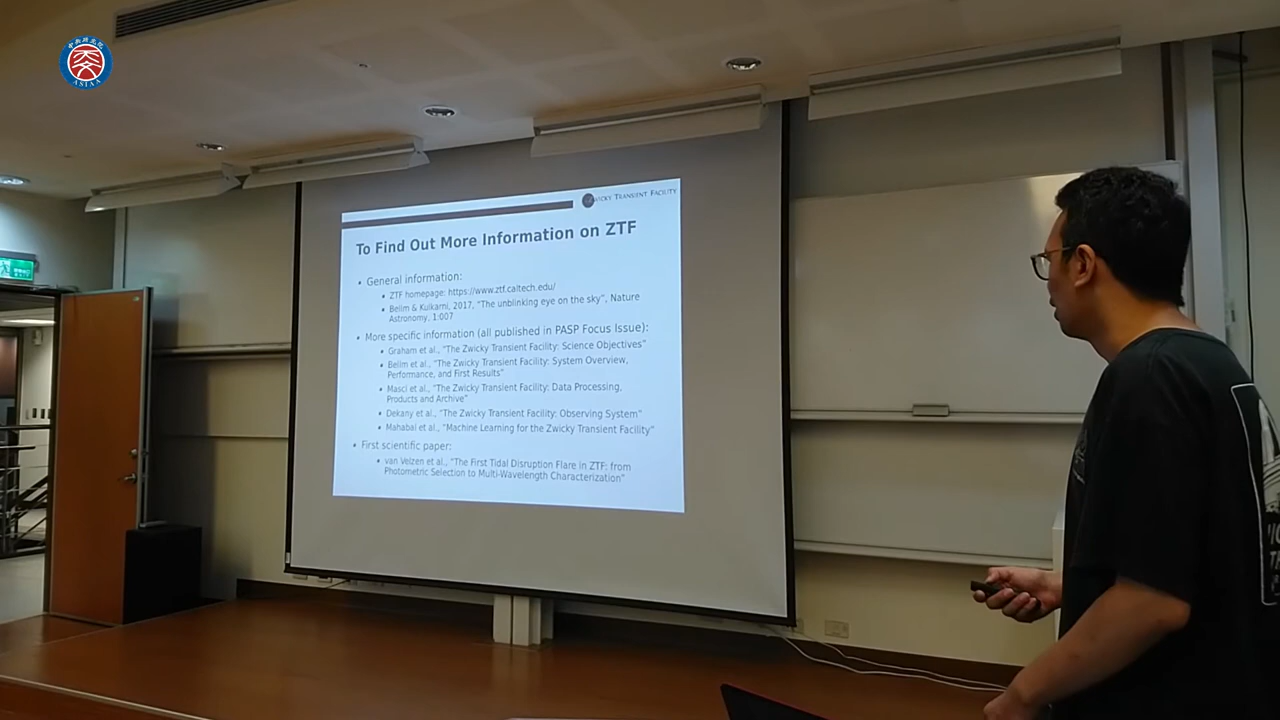 ASIAA
ZWICKY TRANSIENT FACILITY
To Find Out More Information on ZTF
• General information:
• ZTF homepage: https://www.ztf.caltech.edu/
• Bellm & Kulkarni, 2017, "The unblinking eye on the sky", Nature
Astronomy, 1:007
• More specific information (all published in PASP Focus Issue):
• Graham et al., "The Zwicky Transient Facility: Science Objectives"
• Bellm et al., "The Zwicky Transient Facility: System Overview,
Performance, and First Results"
• Masci et al., "The Zwicky Transient Facility: Data Processing,
Products and Archive"
• Dekany et al., "The Zwicky Transient Facility: Observing System"
• Mahabal et al., "Machine Learning for the Zwicky Transient Facility"
• First scientific paper:
• van Velzen et al., "The First Tidal Disruption Flare in ZTF: from
Photometric Selection to Multi-Wavelength Characterization"